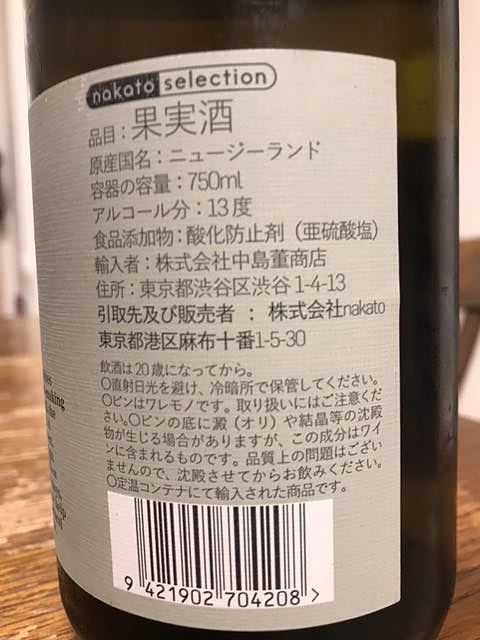 nakato selection
品目：果実酒
原産国名：ニュージーランド
容器の容量：750ml
アルコール分：13度
食品添加物：酸化防止剤（亜硫酸塩）
輸入者：株式会社中島董商店
住所：東京都渋谷区渋谷1-4-13
引取先及び販売者：株式会社nakato
東京都港区麻布十番1-5-30
飲酒は20歳になってから。
〇直射日光を避け、冷暗所で保管してください。
〇ビンはワレモノです。取り扱いにはご注意くだ
さい。〇ビンの底に澱（オリ）や結晶等の沈殿
物が生じる場合がありますが、この成分はワイ
ンに含まれるものです。品質上の問題はござい
ませんので、沈殿させてからお飲みください。
〇定温コンテナにて輸入された商品です。
9 421902 704208 >